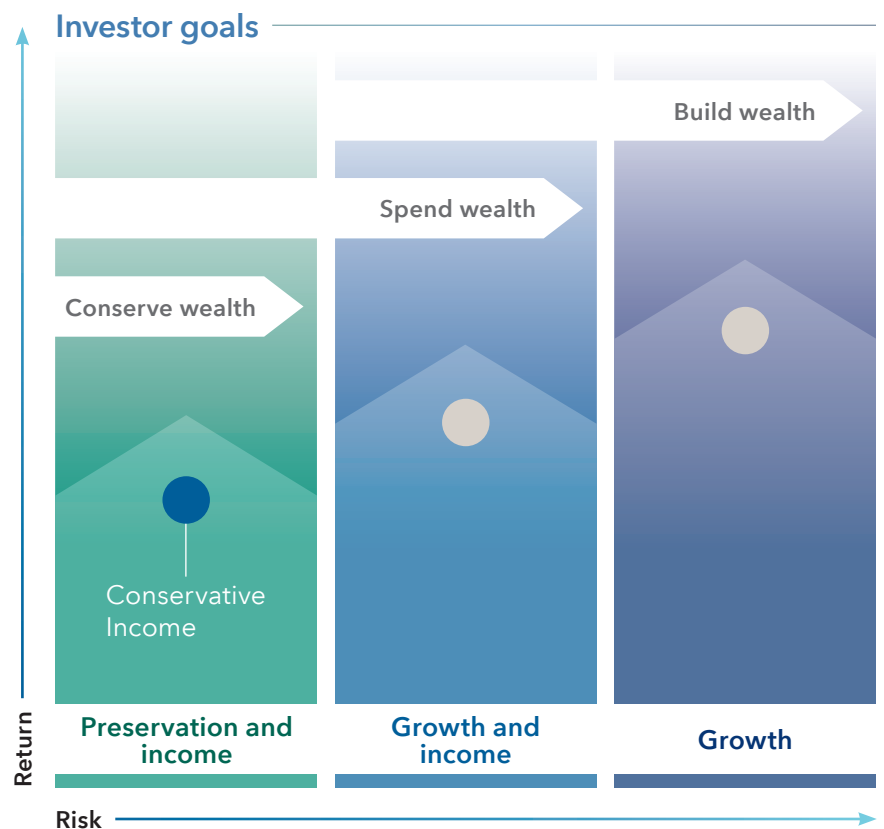 Investor goals
Build wealth
Spend wealth
Conserve wealth
Conservative
Income
Return
Preservation and
income
Growth and
income
Growth
Risk